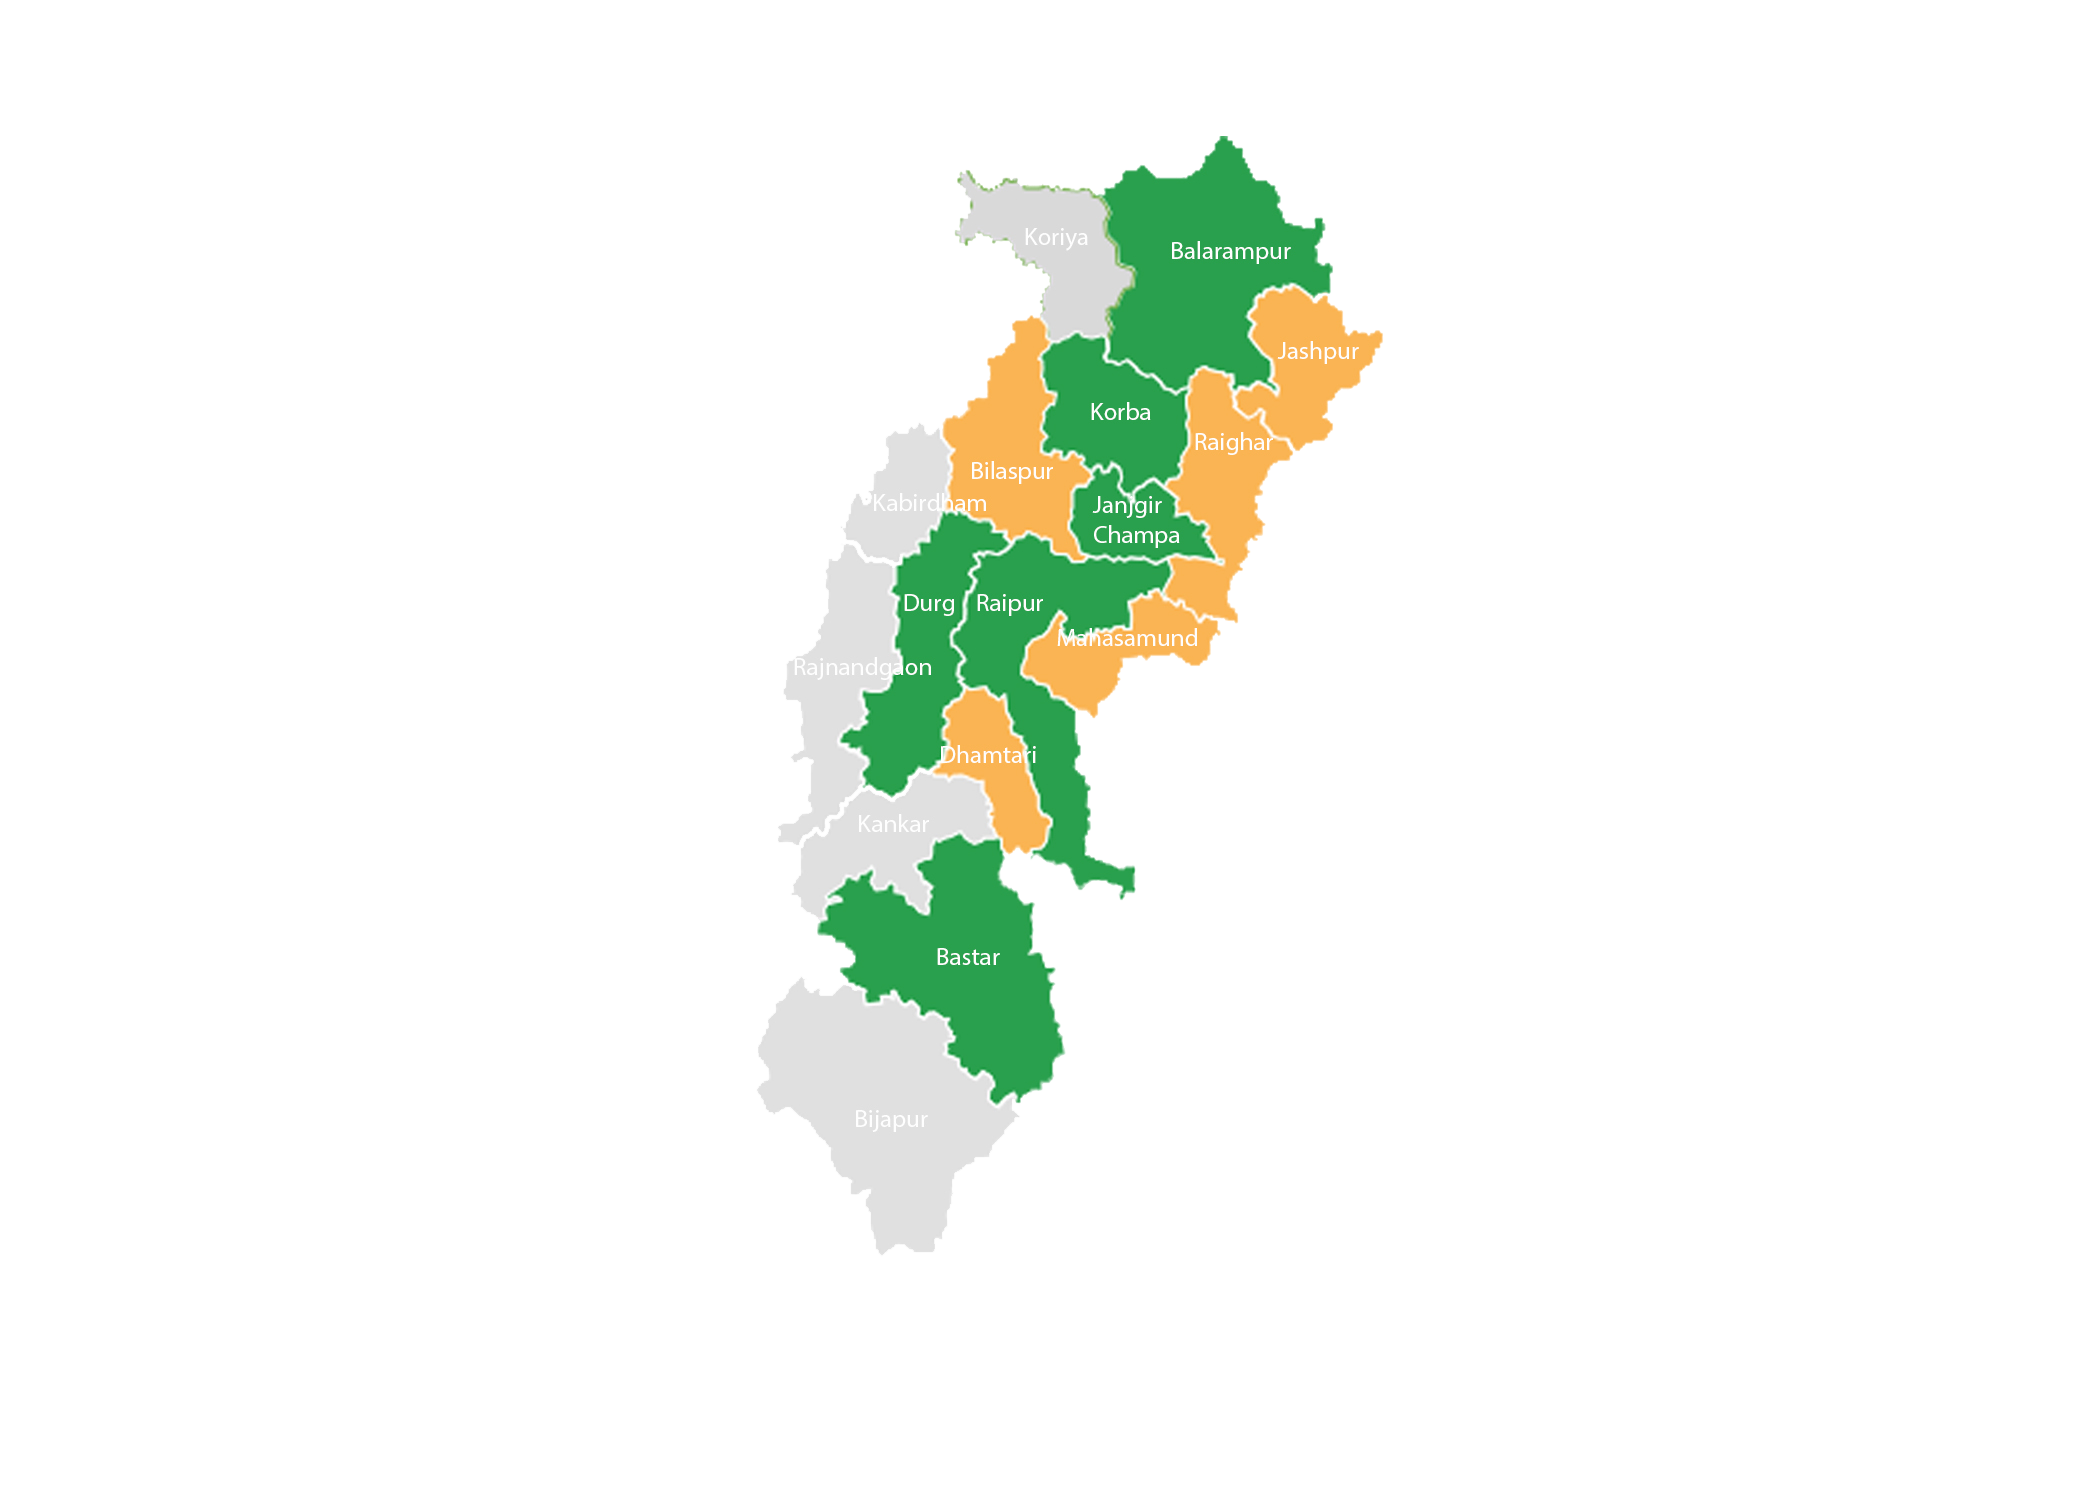 Koriya
Balarampur
Jashpur
Korba
Raighar
Bilaspur
Kabirdham
Janjgir
Champa
Durg
Raipur
Mahasamund
Rajnandgaon
Dhamtari
Kankar
Bastar
Bijapur